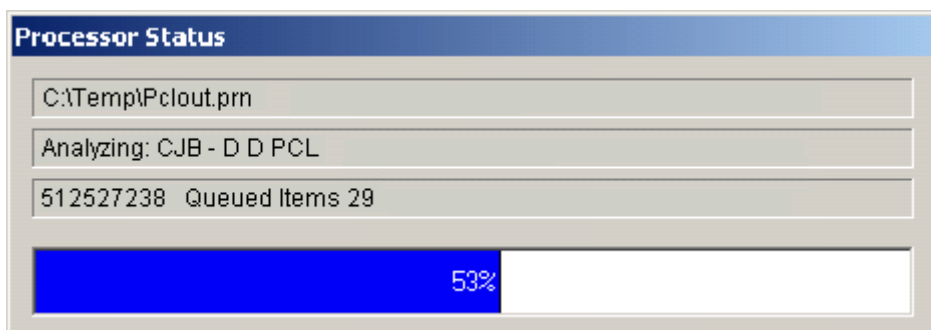 Processor Status
C:\Temp\Pclout.prn
Analyzing: CJB - D D PCL
512527238 Queued Items 29
53%